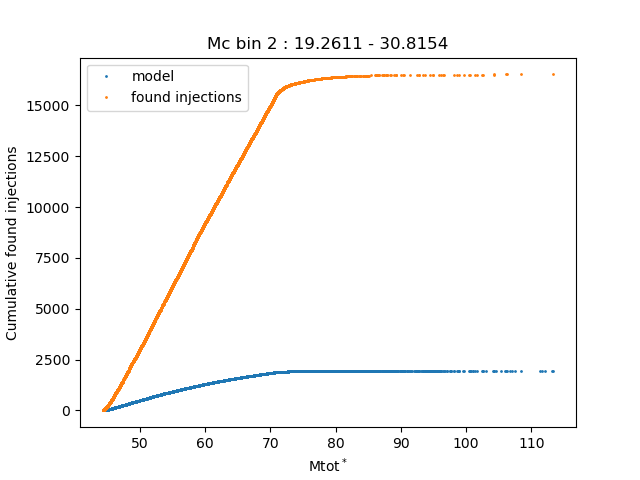 Mc bin 2 : 19.2611 - 30.8154
model
found injections
Cumulative found injections
15000
12500
10000
7500
5000
2500
0
50 60 70 80 90 100 110
Mtot*